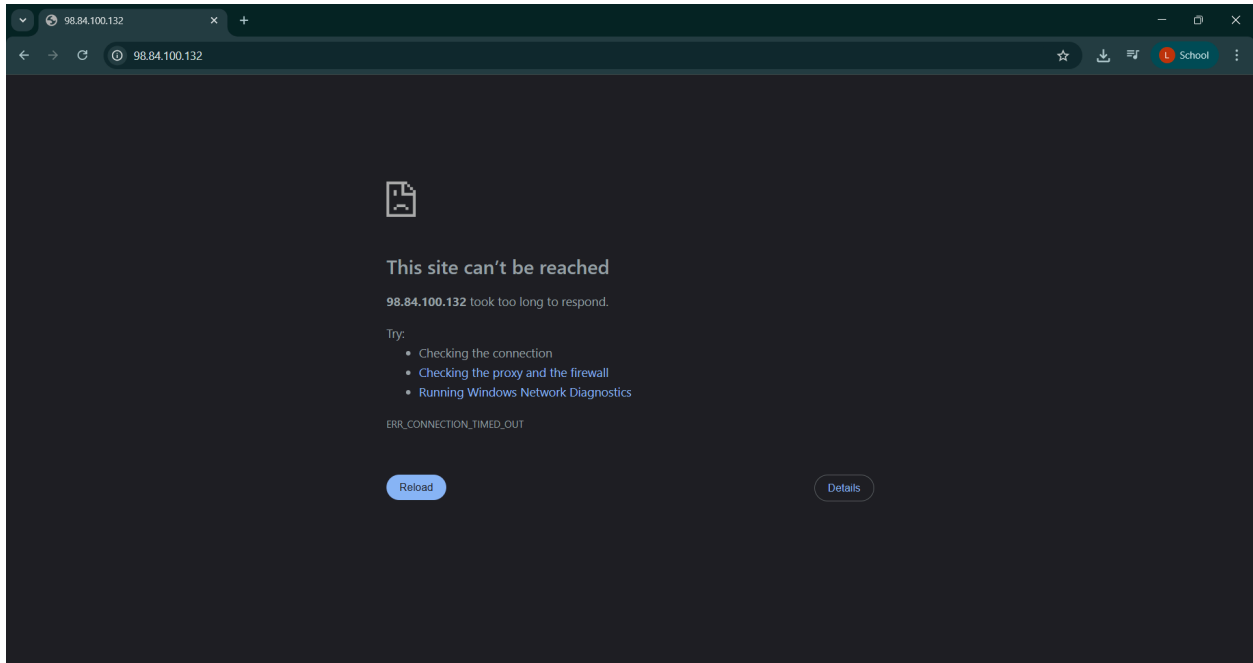 98.84.100.132
98.84.100.132
L School
This site can’t be reached
98.84.100.132 took too long to respond.
Try:
Checking the connection
Checking the proxy and the firewall
Running Windows Network Diagnostics
ERR_CONNECTION_TIMED_OUT
Reload
Details